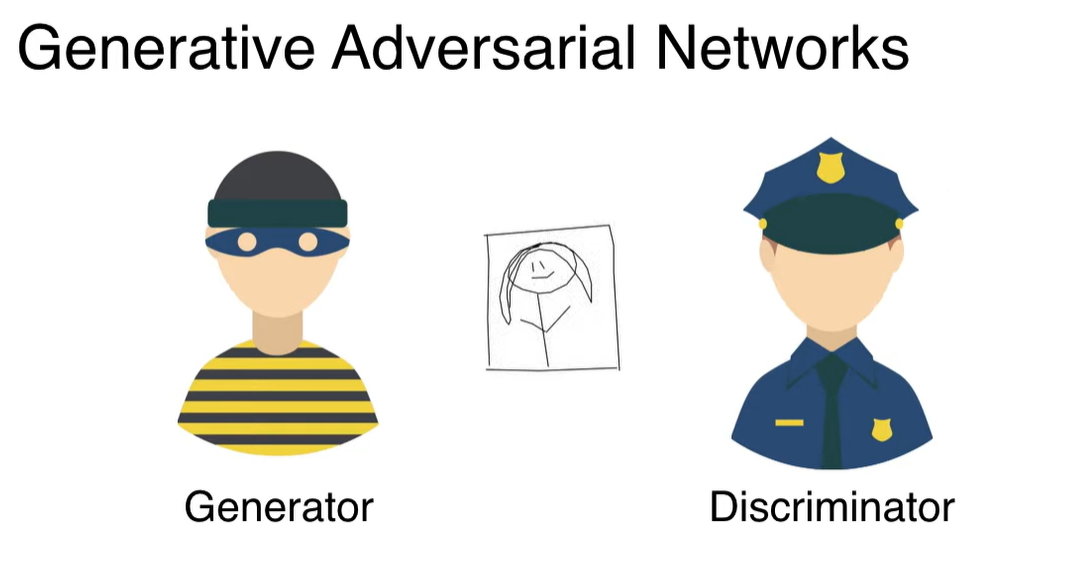 Generative Adversarial Networks
Generator
Discriminator